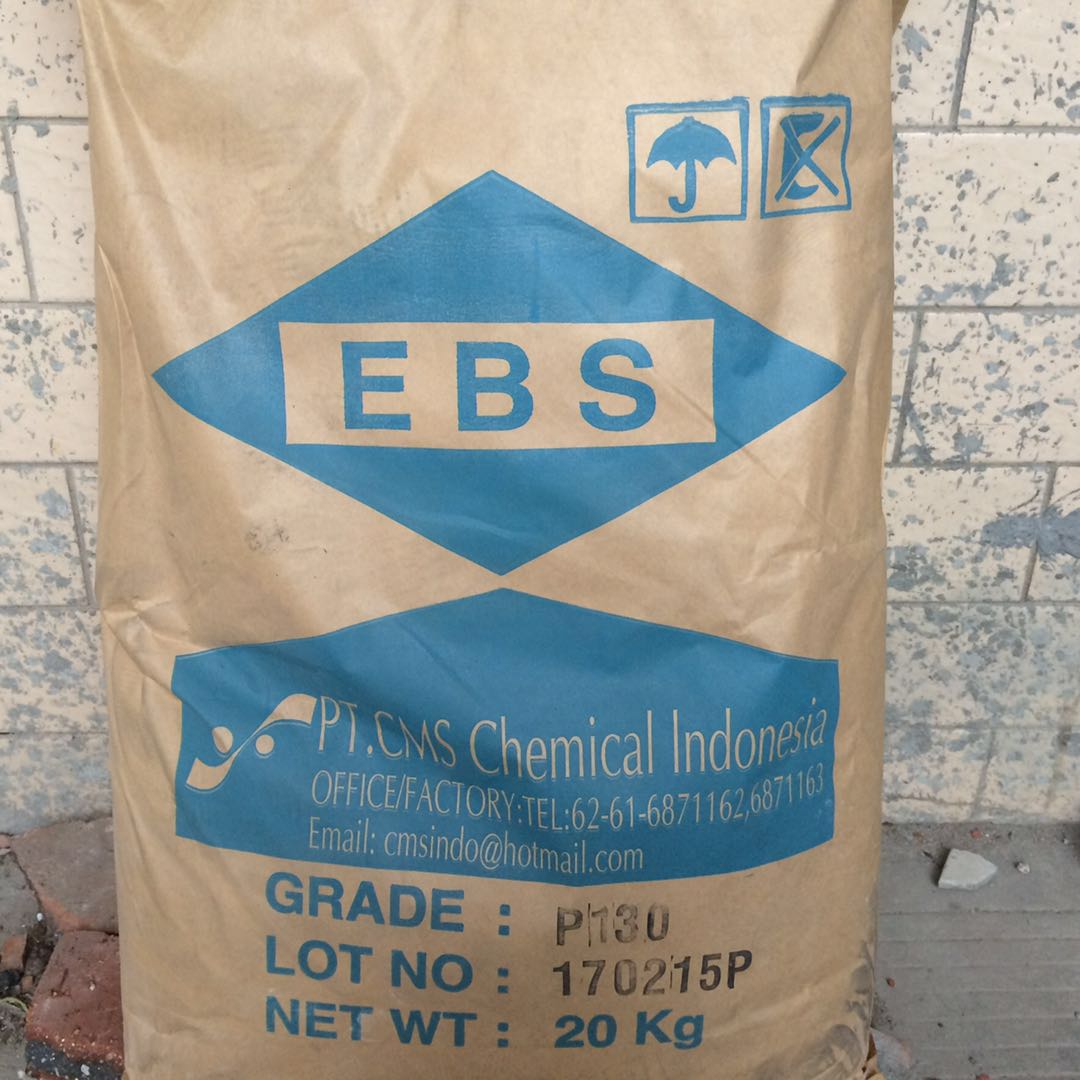 EBS
PT.CMS Chemical Indonesia
OFFICE/FACTORY:TEL:62-61-6871162,6871163
Email: cmsindo@hotmail.com
GRADE : P130
LOT NO : 170215P
NET WT : 20 Kg